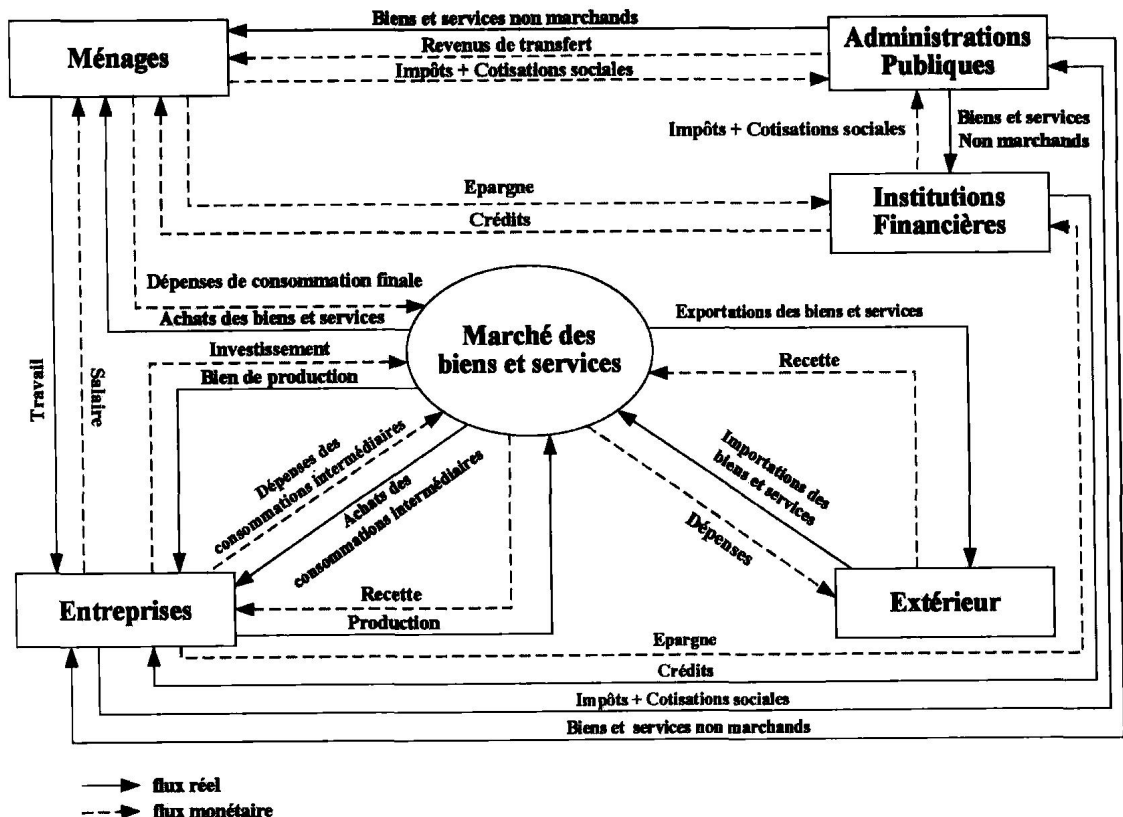 Biens et services non marchands
Ménages
Revenus de transfert
Impôts + Cotisations sociales
Administrations
Publiques
Impôts + Cotisations sociales
Biens et services
Non marchands
Epargne
Crédits
Institutions
Financières
Dépenses de consommation finale
Achats des biens et services
Marché des
biens et services
Exportations des biens et services
Investissement
Bien de production
Recette
Travail
Salaire
Dépenses des
consommations intermédiaires
Achats des
consommations intermédiaires
Importations des
biens et services
Dépenses
Entreprises
Recette
Production
Extérieur
Epargne
Crédits
Impôts + Cotisations sociales
Biens et services non marchands
flux réel
flux monétaire